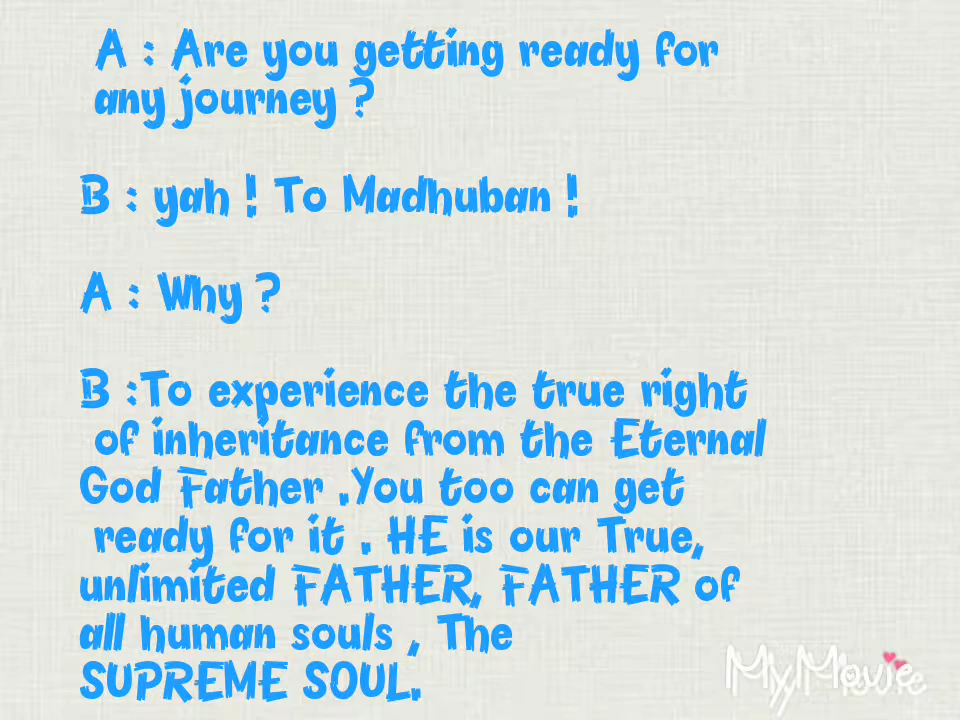 A : Are you getting ready for
any journey ?
B : yah ! To Madhuban !
A : Why ?
B :To experience the true right
of inheritance from the Eternal
God Father .You too can get
ready for it . HE is our True,
unlimited FATHER, FATHER of
all human souls , The
SUPREME SOUL.
MyMovie